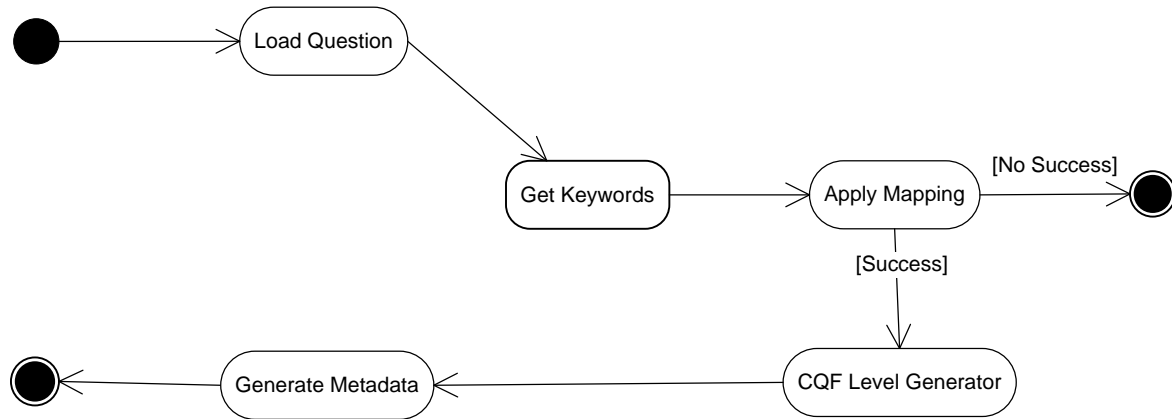 Load Question
[No Success]
Get Keywords
Apply Mapping
[Success]
CQF Level Generator
Generate Metadata